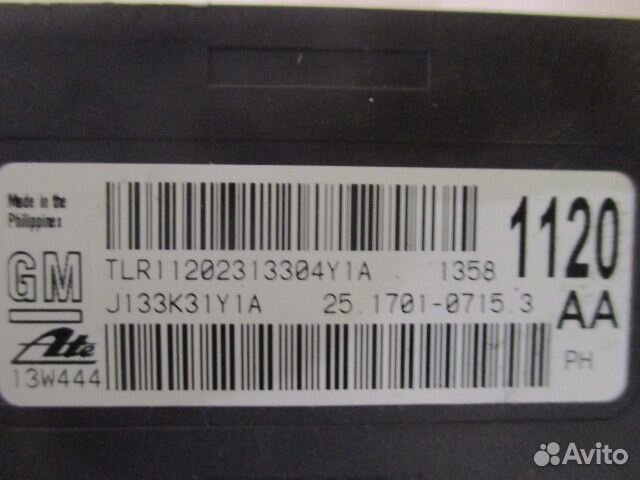 Made in the
Philippines
GM
TLR11202313304Y1A 1358
1120
J133K31Y1A 25.1701-0715.3
AA
Ate
13W444
PH
Avito